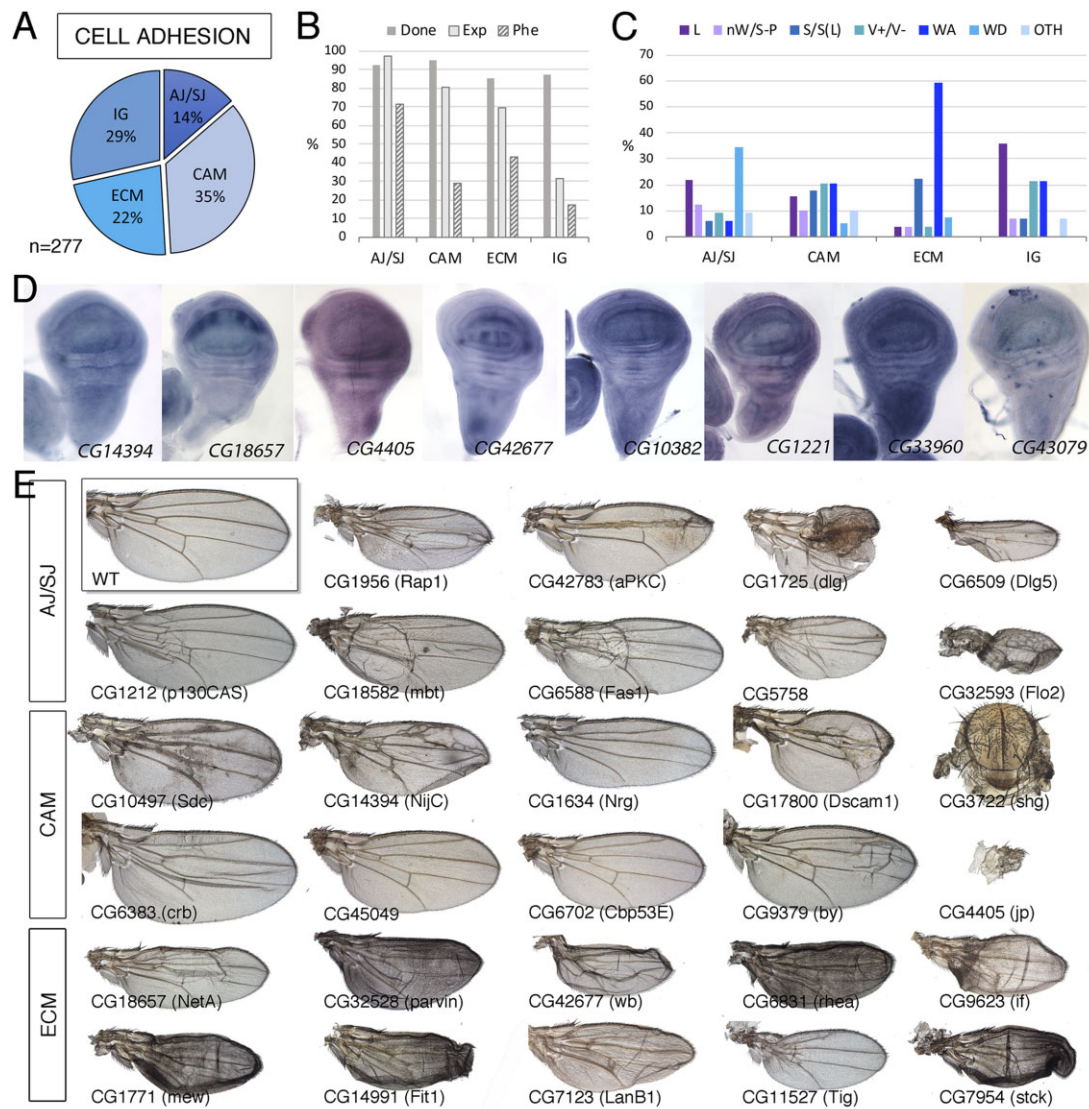 A
CELL ADHESION
AJ/SJ
14%
IG
29%
CAM
35%
ECM
22%
n=277
B
Done Exp Phe
100
90
80
70
60
50
40
30
20
10
0
%
AJ/SJ CAM ECM IG
C
L nW/S-P S/S(L) V+/V- WA WD OTH
70
60
50
40
30
20
10
0
%
AJ/SJ CAM ECM IG
D
CG14394 CG18657 CG4405 CG42677 CG10382 CG1221 CG33960 CG43079
E
AJ/SJ
WT
CG1956 (Rap1) CG42783 (aPKC) CG1725 (dlg) CG6509 (Dlg5)
CG1212 (p130CAS) CG18582 (mbt) CG6588 (Fas1) CG5758 CG32593 (Flo2)
CAM
CG10497 (Sdc) CG14394 (NijC) CG1634 (Nrg) CG17800 (Dscam1) CG3722 (shg)
CG6383 (crb) CG45049 CG6702 (Cbp53E) CG9379 (by) CG4405 (jp)
ECM
CG18657 (NetA) CG32528 (parvin) CG42677 (wb) CG6831 (rhea) CG9623 (if)
CG1771 (mew) CG14991 (Fit1) CG7123 (LanB1) CG11527 (Tig) CG7954 (stck)